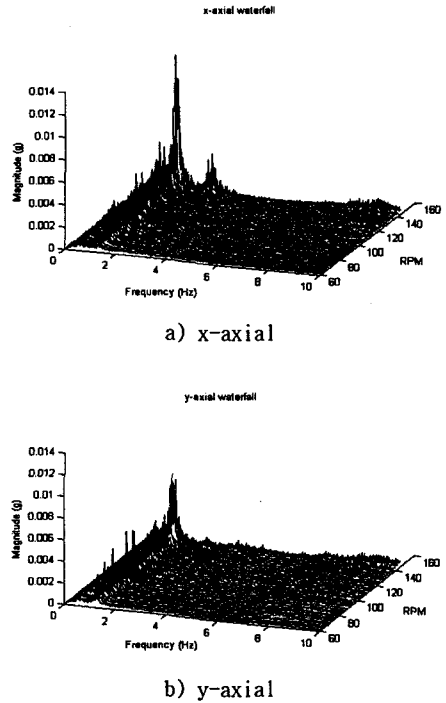 x-axial waterfall
0.014
0.012
0.01
0.008
0.006
0.004
0.002
0
Magnitude (g)
0 2 4 6 8 10
Frequency (Hz)
60 80 100 120 140 160
RPM
a) x-axial
y-axial waterfall
0.014
0.012
0.01
0.008
0.006
0.004
0.002
0
Magnitude (g)
0 2 4 6 8 10
Frequency (Hz)
60 80 100 120 140 160
RPM
b) y-axial